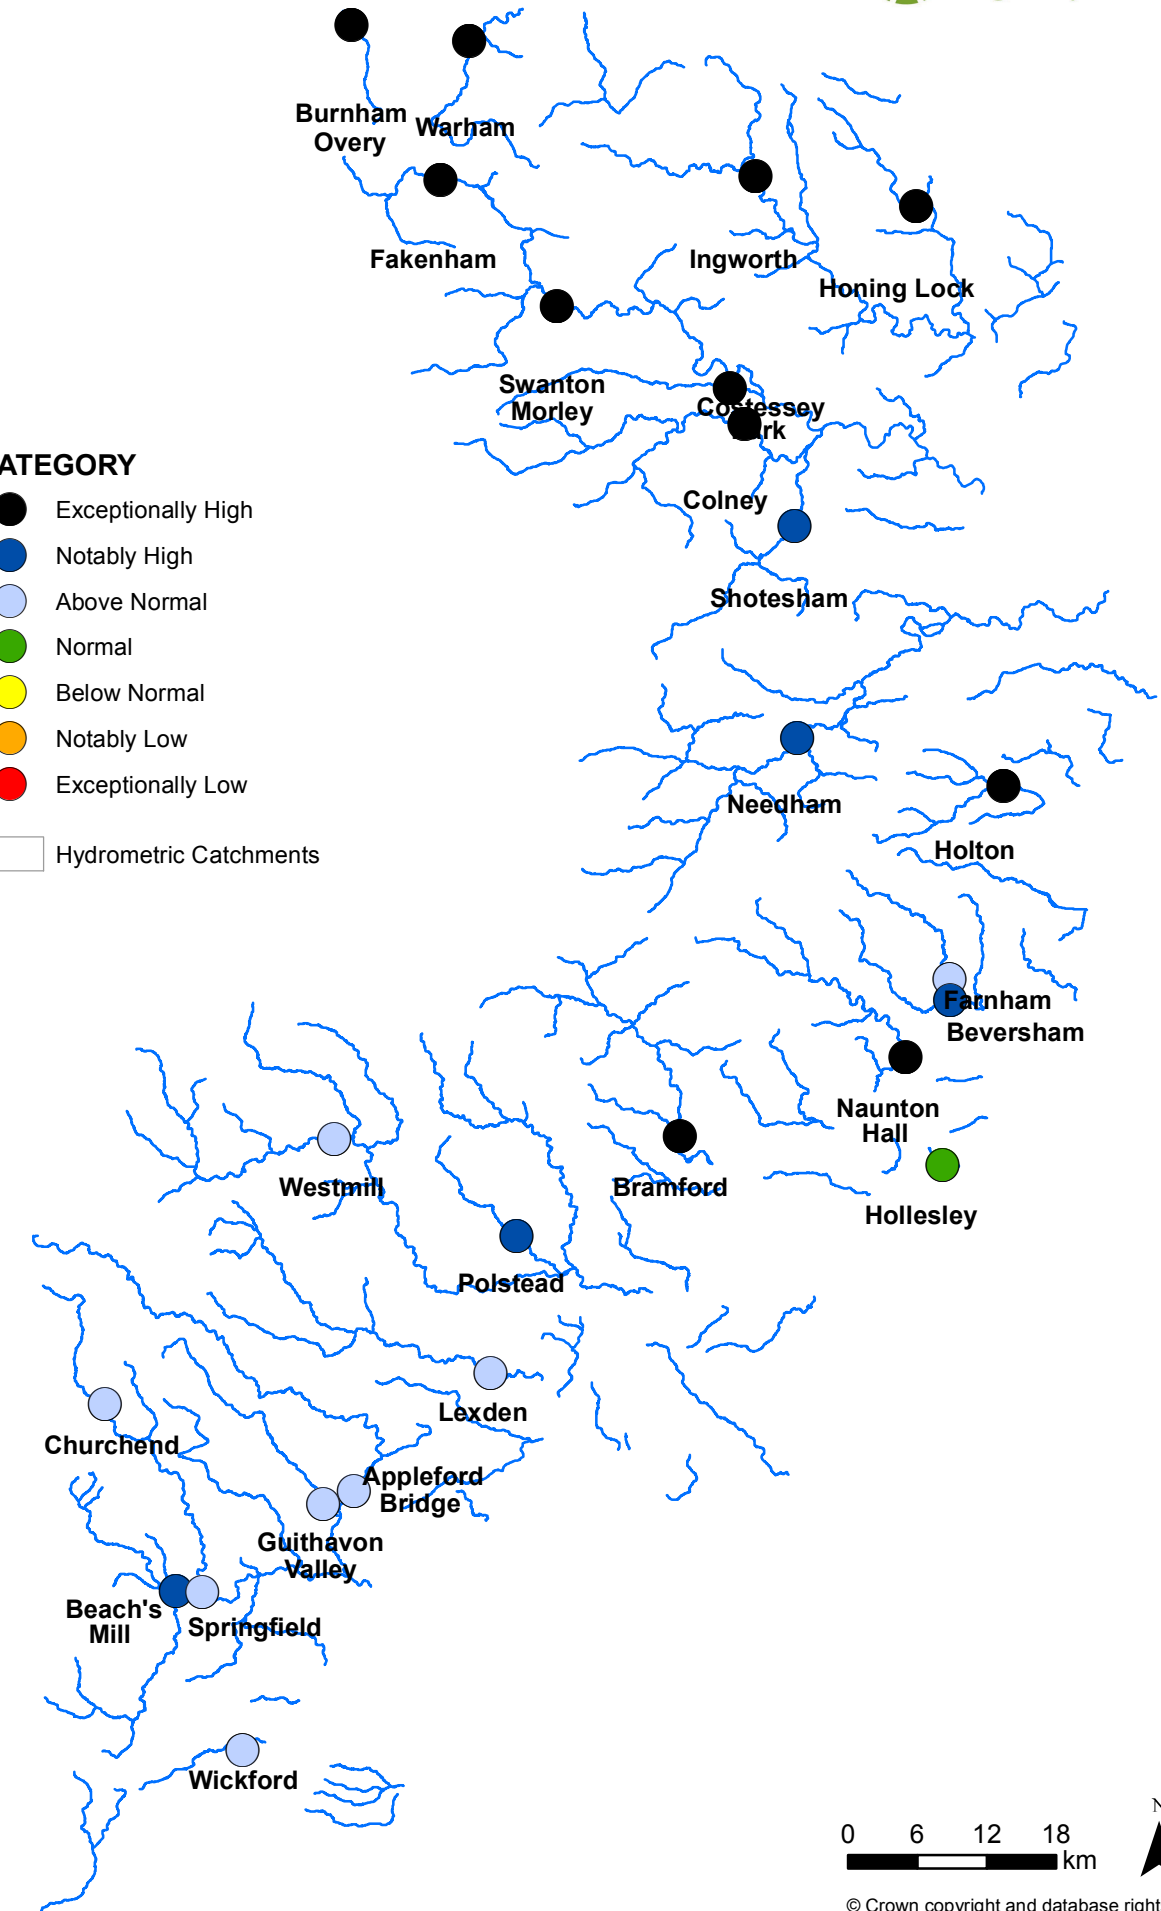 Burnham
Overy
Warham
Fakenham
Ingworth
Honing Lock
Swanton
Morley
Costessey
Park
ATEGORY
Exceptionally High
Notably High
Above Normal
Normal
Below Normal
Notably Low
Exceptionally Low
Hydrometric Catchments
Colney
Shotesham
Needham
Holton
Farnham
Beversham
Naunton
Hall
Bramford
Hollesley
Westmill
Polstead
Lexden
Churchend
Appleford
Bridge
Guithavon
Valley
Beach's
Mill
Springfield
Wickford
0 6 12 18
km
N
© Crown copyright and database right